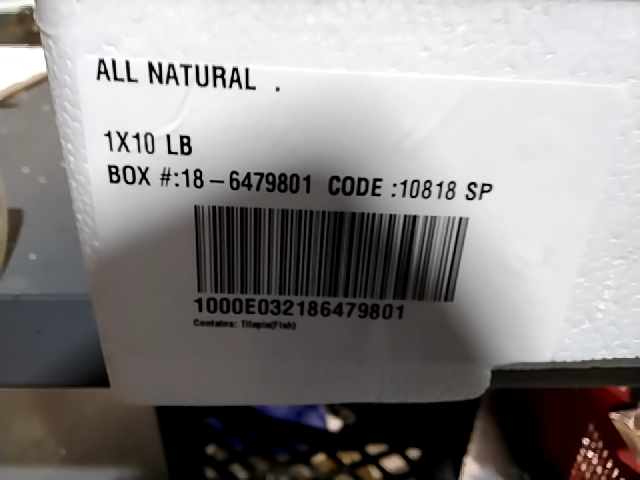 ALL NATURAL .
1X10 LB
BOX #:18-6479801 CODE :10818 SP
1000E032186479801
Contains: Tilapia(Fish)